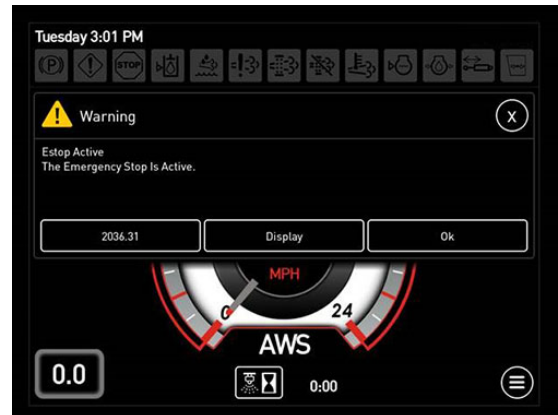 Tuesday 3:01 PM
(P)
STOP
Warning
X
Estop Active
The Emergency Stop Is Active.
2036.31
Display
Ok
MPH
0
24
AWS
0.0
0:00